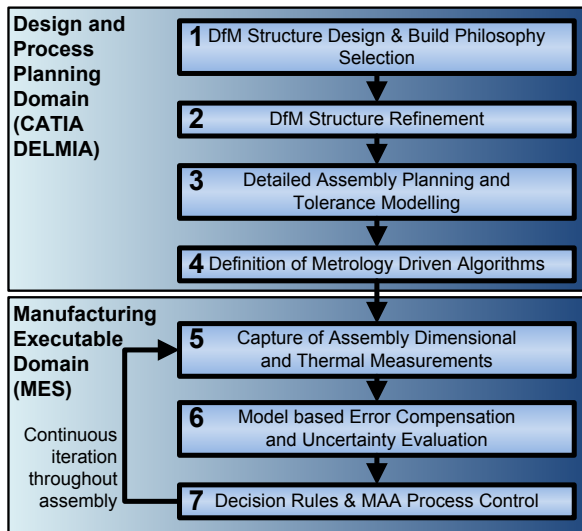 Design and
Process
Planning
Domain
(CATIA
DELMIA)
1 DfM Structure Design & Build Philosophy
Selection
2 DfM Structure Refinement
3 Detailed Assembly Planning and
Tolerance Modelling
4 Definition of Metrology Driven Algorithms
Manufacturing
Executable
Domain
(MES)
5 Capture of Assembly Dimensional
and Thermal Measurements
6 Model based Error Compensation
and Uncertainty Evaluation
Continuous
iteration
throughout
assembly
7 Decision Rules & MAA Process Control